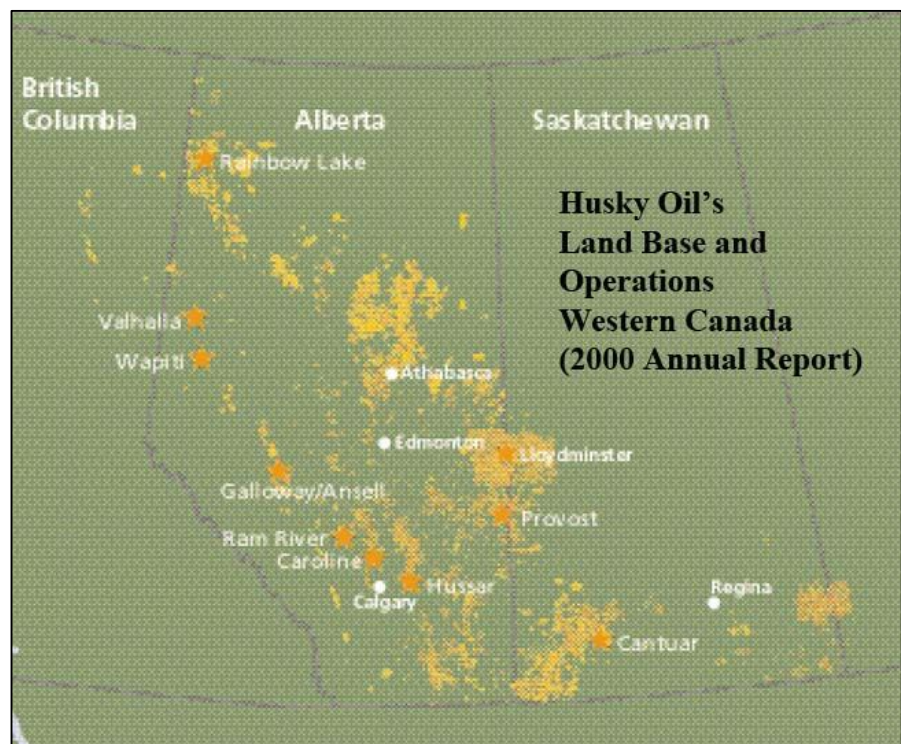 British
Columbia
Alberta
Saskatchewan
Rainbow Lake
Husky Oil’s
Land Base and
Operations
Western Canada
(2000 Annual Report)
Valhalla
Wapiti
Athabasca
Edmonton
Lloydminster
Galloway/Ansell
Provost
Ram River
Caroline
Hussar
Calgary
Regina
Cantuar